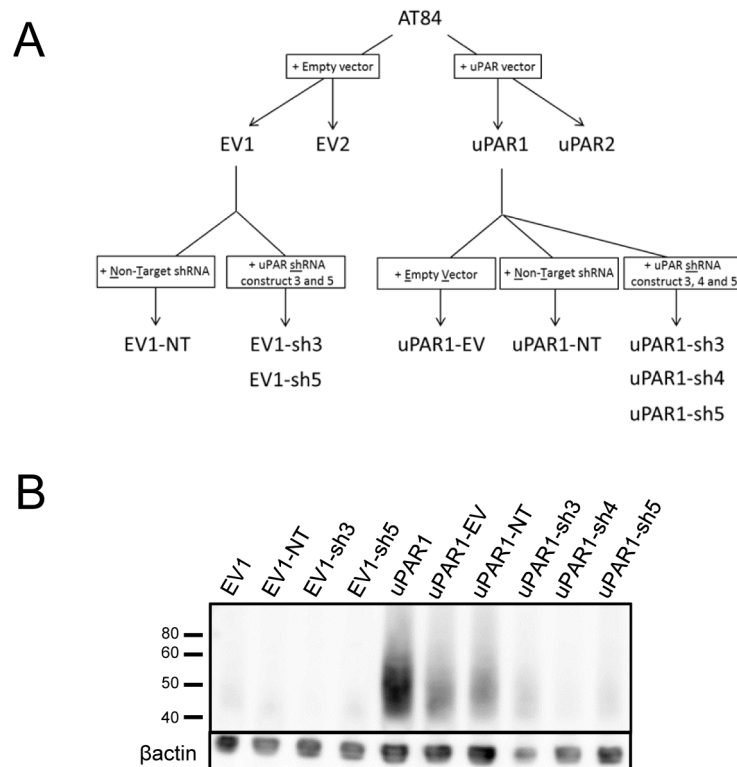 A
AT84
+ Empty vector
+ uPAR vector
EV1
EV2
uPAR1
uPAR2
+ Non-Target shRNA
+ uPAR shRNA
construct 3 and 5
+ Empty Vector
+ Non-Target shRNA
+ uPAR shRNA
construct 3, 4 and 5
EV1-NT
EV1-sh3
EV1-sh5
uPAR1-EV
uPAR1-NT
uPAR1-sh3
uPAR1-sh4
uPAR1-sh5
B
EV1
EV1-NT
EV1-sh3
EV1-sh5
uPAR1
uPAR1-EV
uPAR1-NT
uPAR1-sh3
uPAR1-sh4
uPAR1-sh5
80
60
50
40
βactin